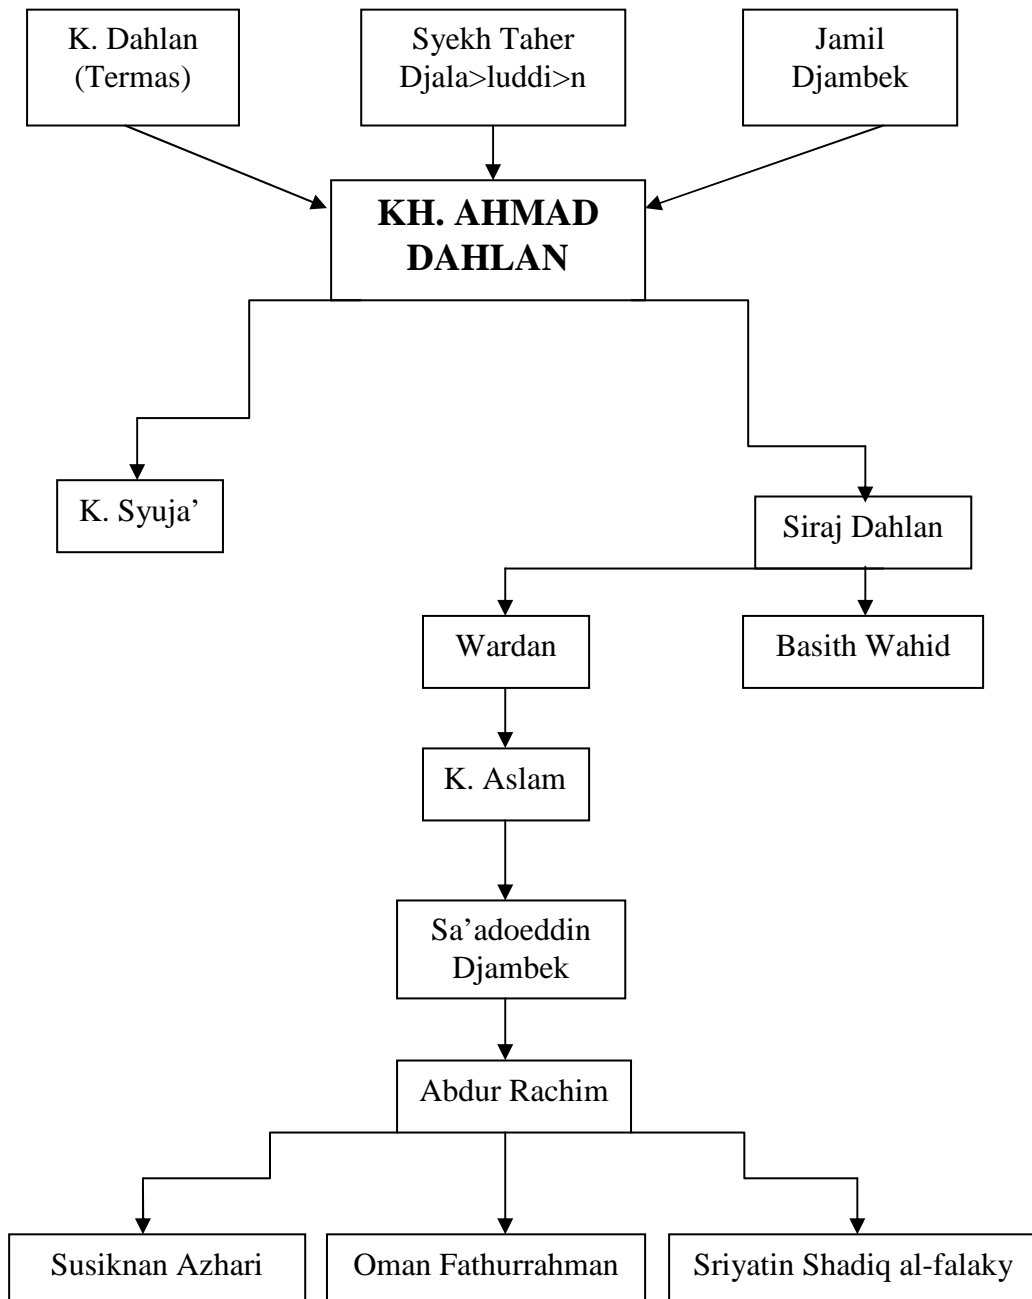 K. Dahlan
(Termas)
Syekh Taher
Djala>luddi>n
Jamil
Djambek
KH. AHMAD
DAHLAN
K. Syuja’
Siraj Dahlan
Wardan
Basith Wahid
K. Aslam
Sa’adoeddin
Djambek
Abdur Rachim
Susiknan Azhari
Oman Fathurrahman
Sriyatin Shadiq al-falaky